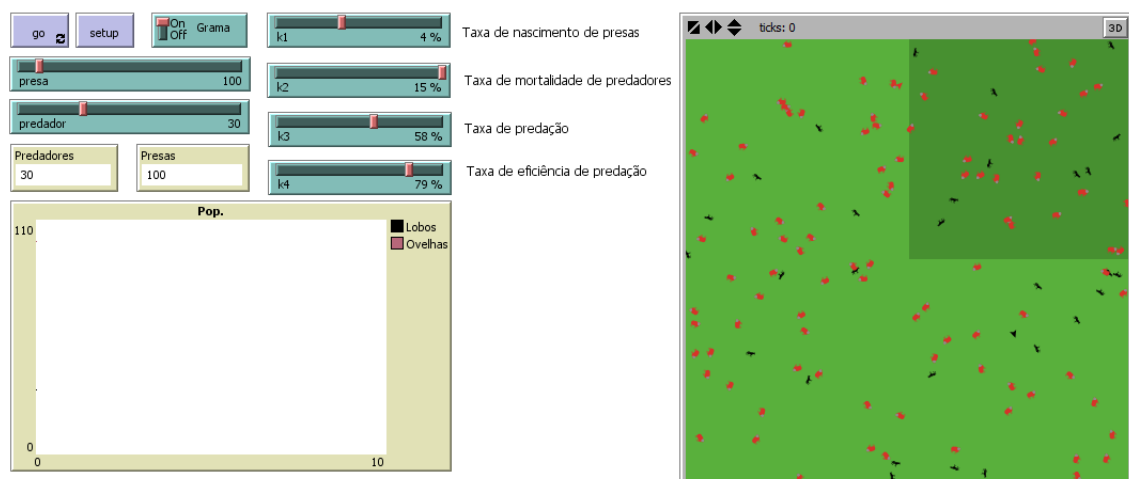 go
setup
On
Off
Grama
k1 4 %
Taxa de nascimento de presas
ticks: 0
3D
presa 100
k2 15 %
Taxa de mortalidade de predadores
predador 30
k3 58 %
Taxa de predação
Predadores
30
Presas
100
k4 79 %
Taxa de eficiência de predação
Pop.
110
0
0
10
Lobos
Ovelhas